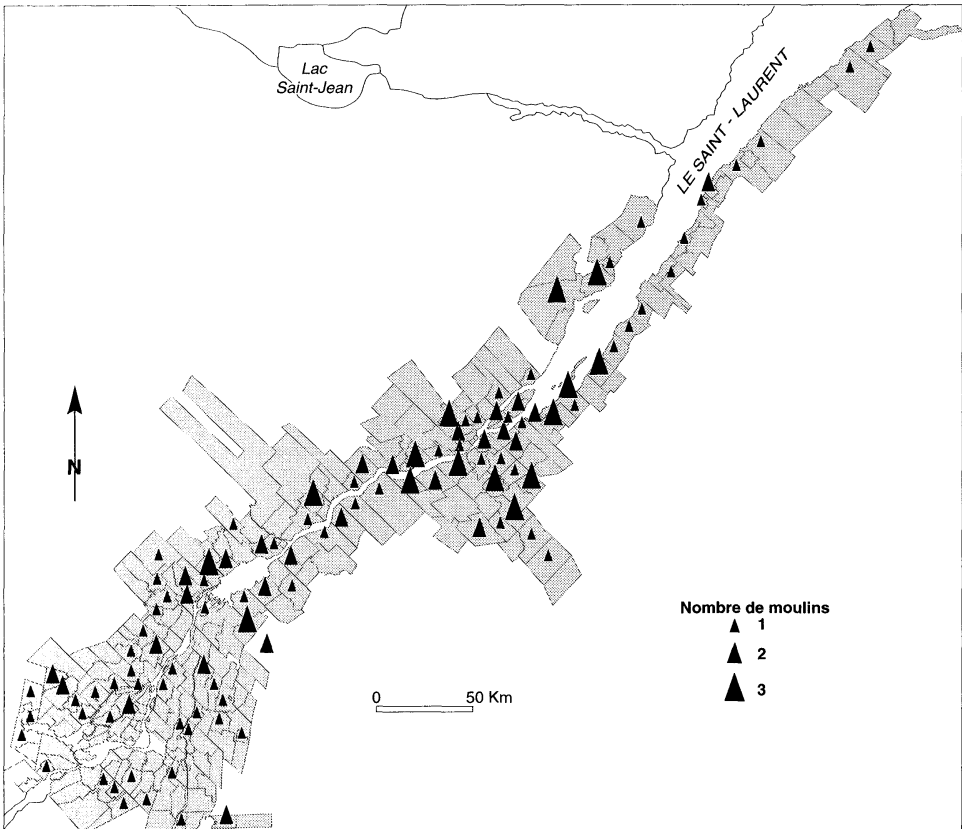 Lac
Saint-Jean
LE SAINT - LAURENT
N
Nombre de moulins
1
2
3
0 50 Km